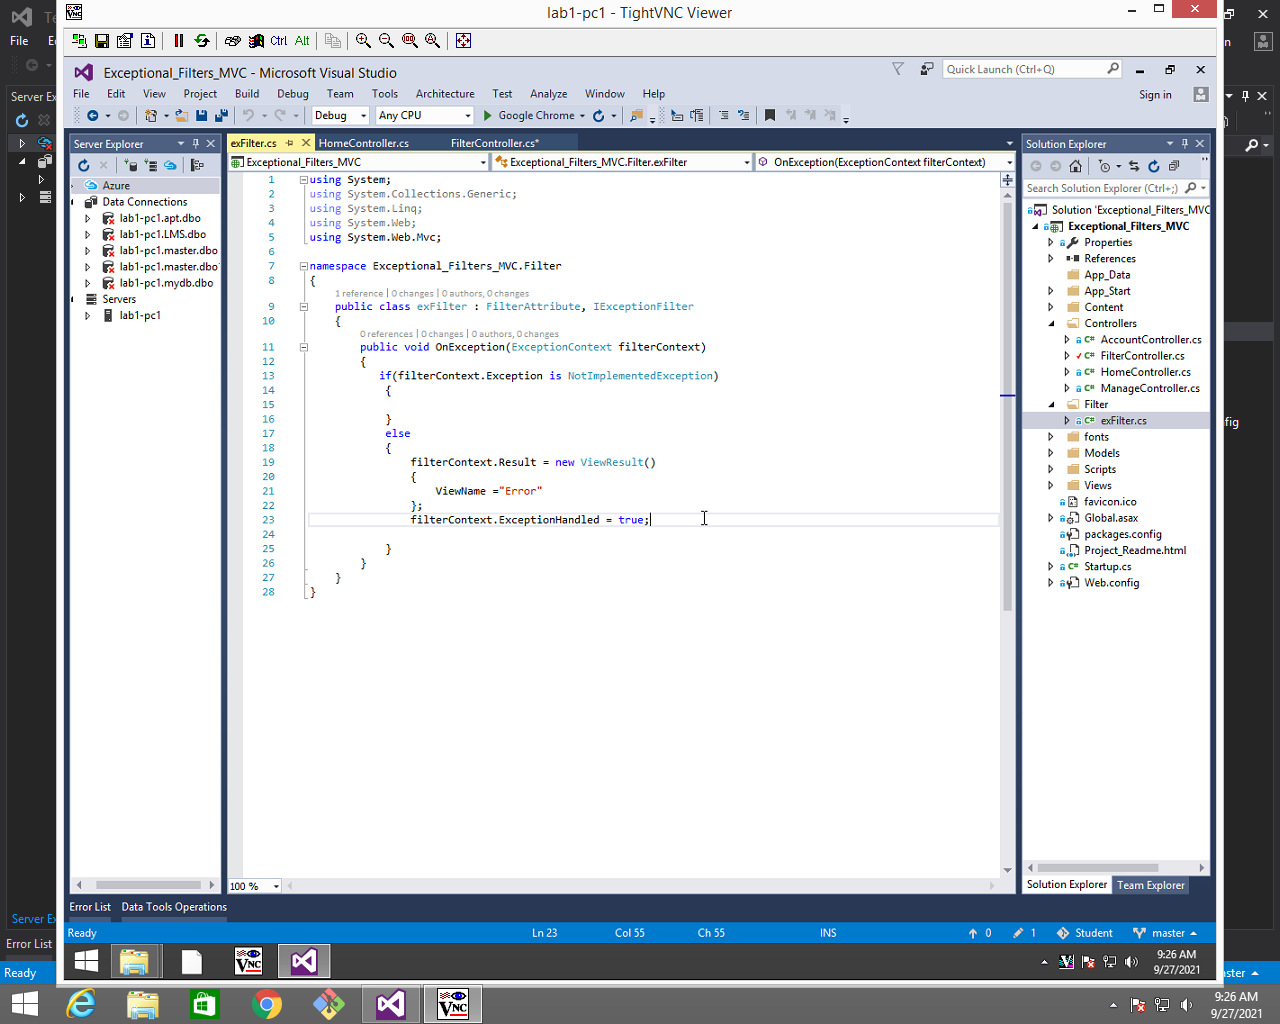 lab1-pc1 - TightVNC Viewer
Ctrl Alt
Exceptional_Filters_MVC - Microsoft Visual Studio
Quick Launch (Ctrl+Q)
File Edit View Project Build Debug Team Tools Architecture Test Analyze Window Help
Sign in
Debug Any CPU Google Chrome
Server Explorer
Azure
Data Connections
lab1-pc1.apt.dbo
lab1-pc1.LMS.dbo
lab1-pc1.master.dbo
lab1-pc1.master.dbo
lab1-pc1.mydb.dbo
Servers
lab1-pc1
exFilter.cs HomeController.cs FilterController.cs*
Exceptional_Filters_MVC Exceptional_Filters_MVC.Filter.exFilter OnException(ExceptionContext filterContext)
1 using System;
2 using System.Collections.Generic;
3 using System.Linq;
4 using System.Web;
5 using System.Web.Mvc;
6
7 namespace Exceptional_Filters_MVC.Filter
8 {
1 reference | 0 changes | 0 authors, 0 changes
9 public class exFilter : FilterAttribute, IExceptionFilter
10 {
0 references | 0 changes | 0 authors, 0 changes
11 public void OnException(ExceptionContext filterContext)
12 {
13 if(filterContext.Exception is NotImplementedException)
14 {
15
16 }
17 else
18 {
19 filterContext.Result = new ViewResult()
20 {
21 ViewName ="Error"
22 };
23 filterContext.ExceptionHandled = true;
24
25 }
26 }
27 }
28 }
100 %
Solution Explorer
Search Solution Explorer (Ctrl+;)
Solution 'Exceptional_Filters_MVC
Exceptional_Filters_MVC
Properties
References
App_Data
App_Start
Content
Controllers
C# AccountController.cs
C# FilterController.cs
C# HomeController.cs
C# ManageController.cs
Filter
C# exFilter.cs
fonts
Models
Scripts
Views
favicon.ico
Global.asax
packages.config
Project_Readme.html
C# Startup.cs
Web.config
Solution Explorer Team Explorer
Error List Data Tools Operations
Ready Ln 23 Col 55 Ch 55 INS 0 1 Student master
VNC
9:26 AM
9/27/2021
File
Server Ex
Server Ex
Error List
Ready
fig
ster
VNC
9:26 AM
9/27/2021